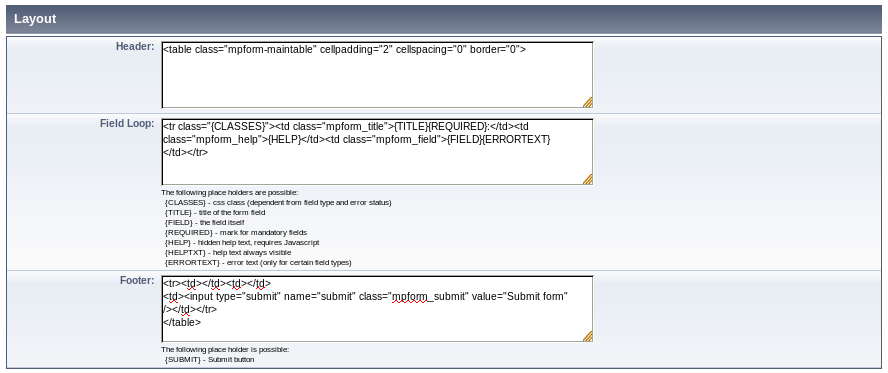 Layout
Header:
<table class="mpform-maintable" cellpadding="2" cellspacing="0" border="0">
Field Loop:
<tr class="{CLASSES}"><td class="mpform_title">{TITLE}{REQUIRED}:</td><td
class="mpform_help">{HELP}</td><td class="mpform_field">{FIELD}{ERRORTEXT}
</td></tr>
The following place holders are possible:
{CLASSES} - css class (dependent from field type and error status)
{TITLE} - title of the form field
{FIELD} - the field itself
{REQUIRED} - mark for mandatory fields
{HELP} - hidden help text, requires Javascript
{HELPTXT} - help text always visible
{ERRORTEXT} - error text (only for certain field types)
Footer:
<tr><td></td><td></td>
<td><input type="submit" name="submit" class="mpform_submit" value="Submit form"
/></td></tr>
</table>
The following place holder is possible:
{SUBMIT} - Submit button